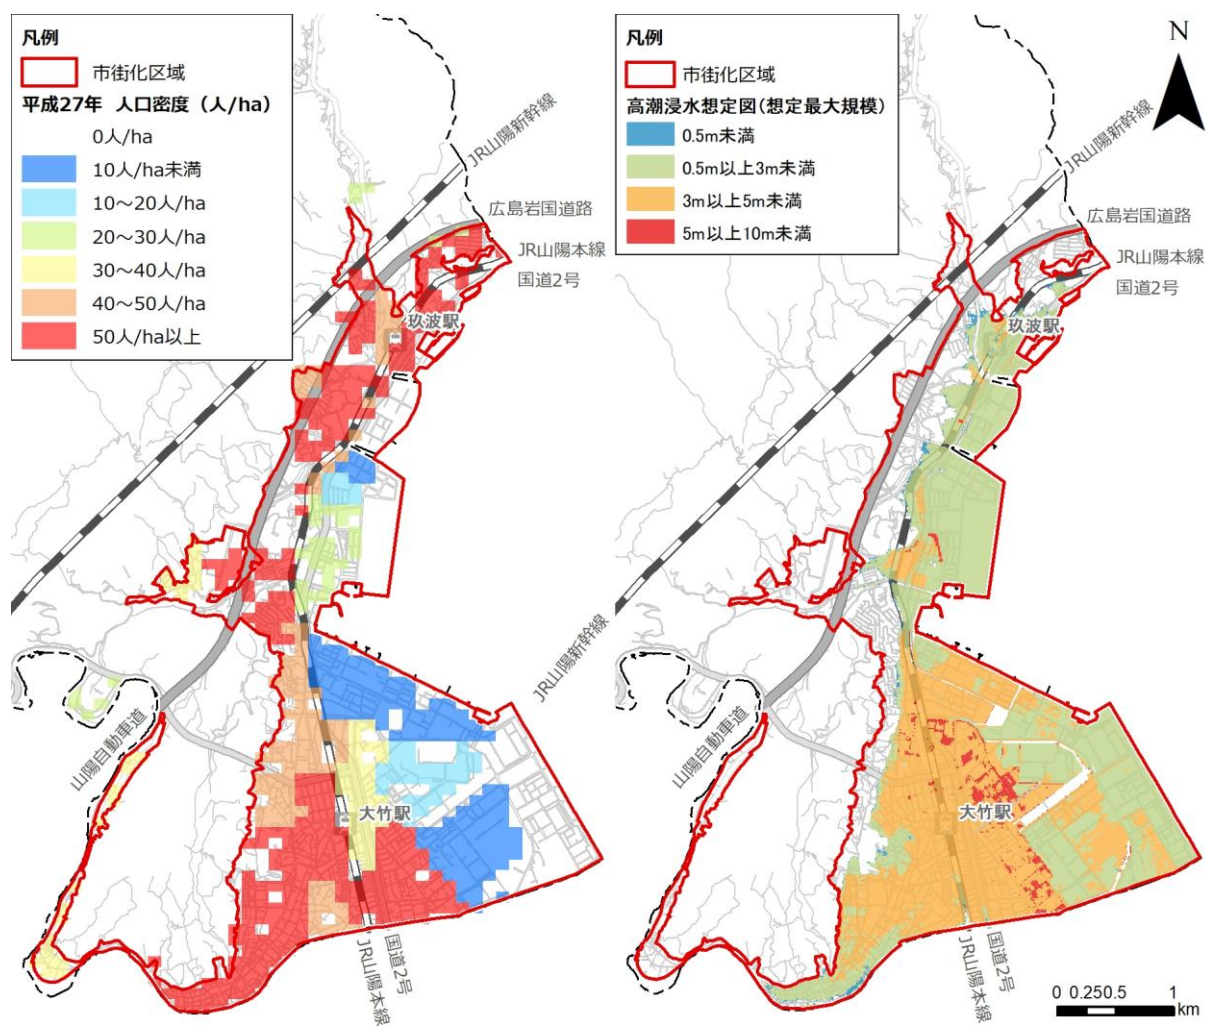 凡例
市街化区域
平成27年 人口密度（人/ha）
0人/ha
10人/ha未満
10～20人/ha
20～30人/ha
30～40人/ha
40～50人/ha
50人/ha以上
JR山陽新幹線
広島岩国道路
JR山陽本線
国道2号
玖波駅
JR山陽新幹線
山陽自動車道
大竹駅
国道2号
JR山陽本線
凡例
市街化区域
高潮浸水想定図(想定最大規模)
0.5m未満
0.5m以上3m未満
3m以上5m未満
5m以上10m未満
N
JR山陽新幹線
広島岩国道路
JR山陽本線
国道2号
玖波駅
山陽自動車道
大竹駅
国道2号
JR山陽本線
0 0.25 0.5 1
km